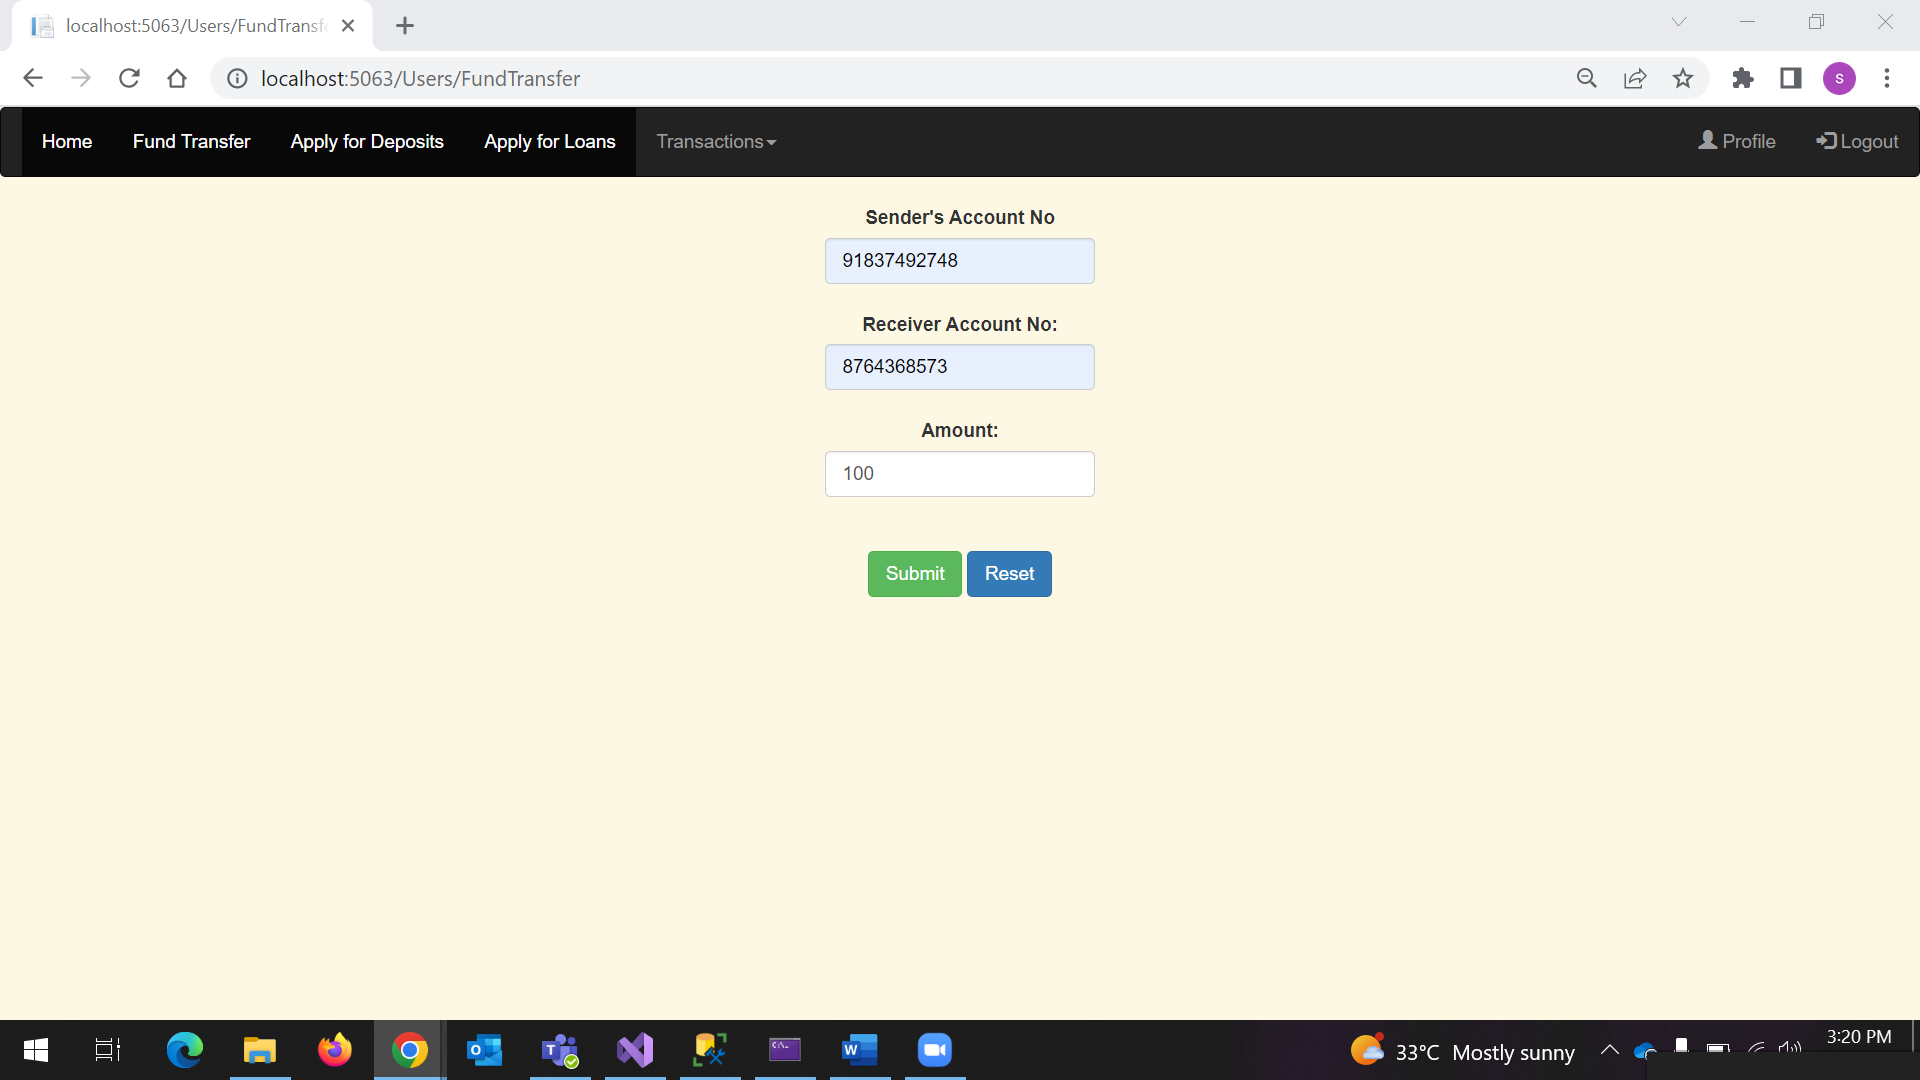 localhost:5063/Users/FundTransf
localhost:5063/Users/FundTransfer
s
Home Fund Transfer Apply for Deposits Apply for Loans Transactions Profile Logout
Sender's Account No
91837492748
Receiver Account No:
8764368573
Amount:
100
Submit Reset
33°C Mostly sunny
3:20 PM